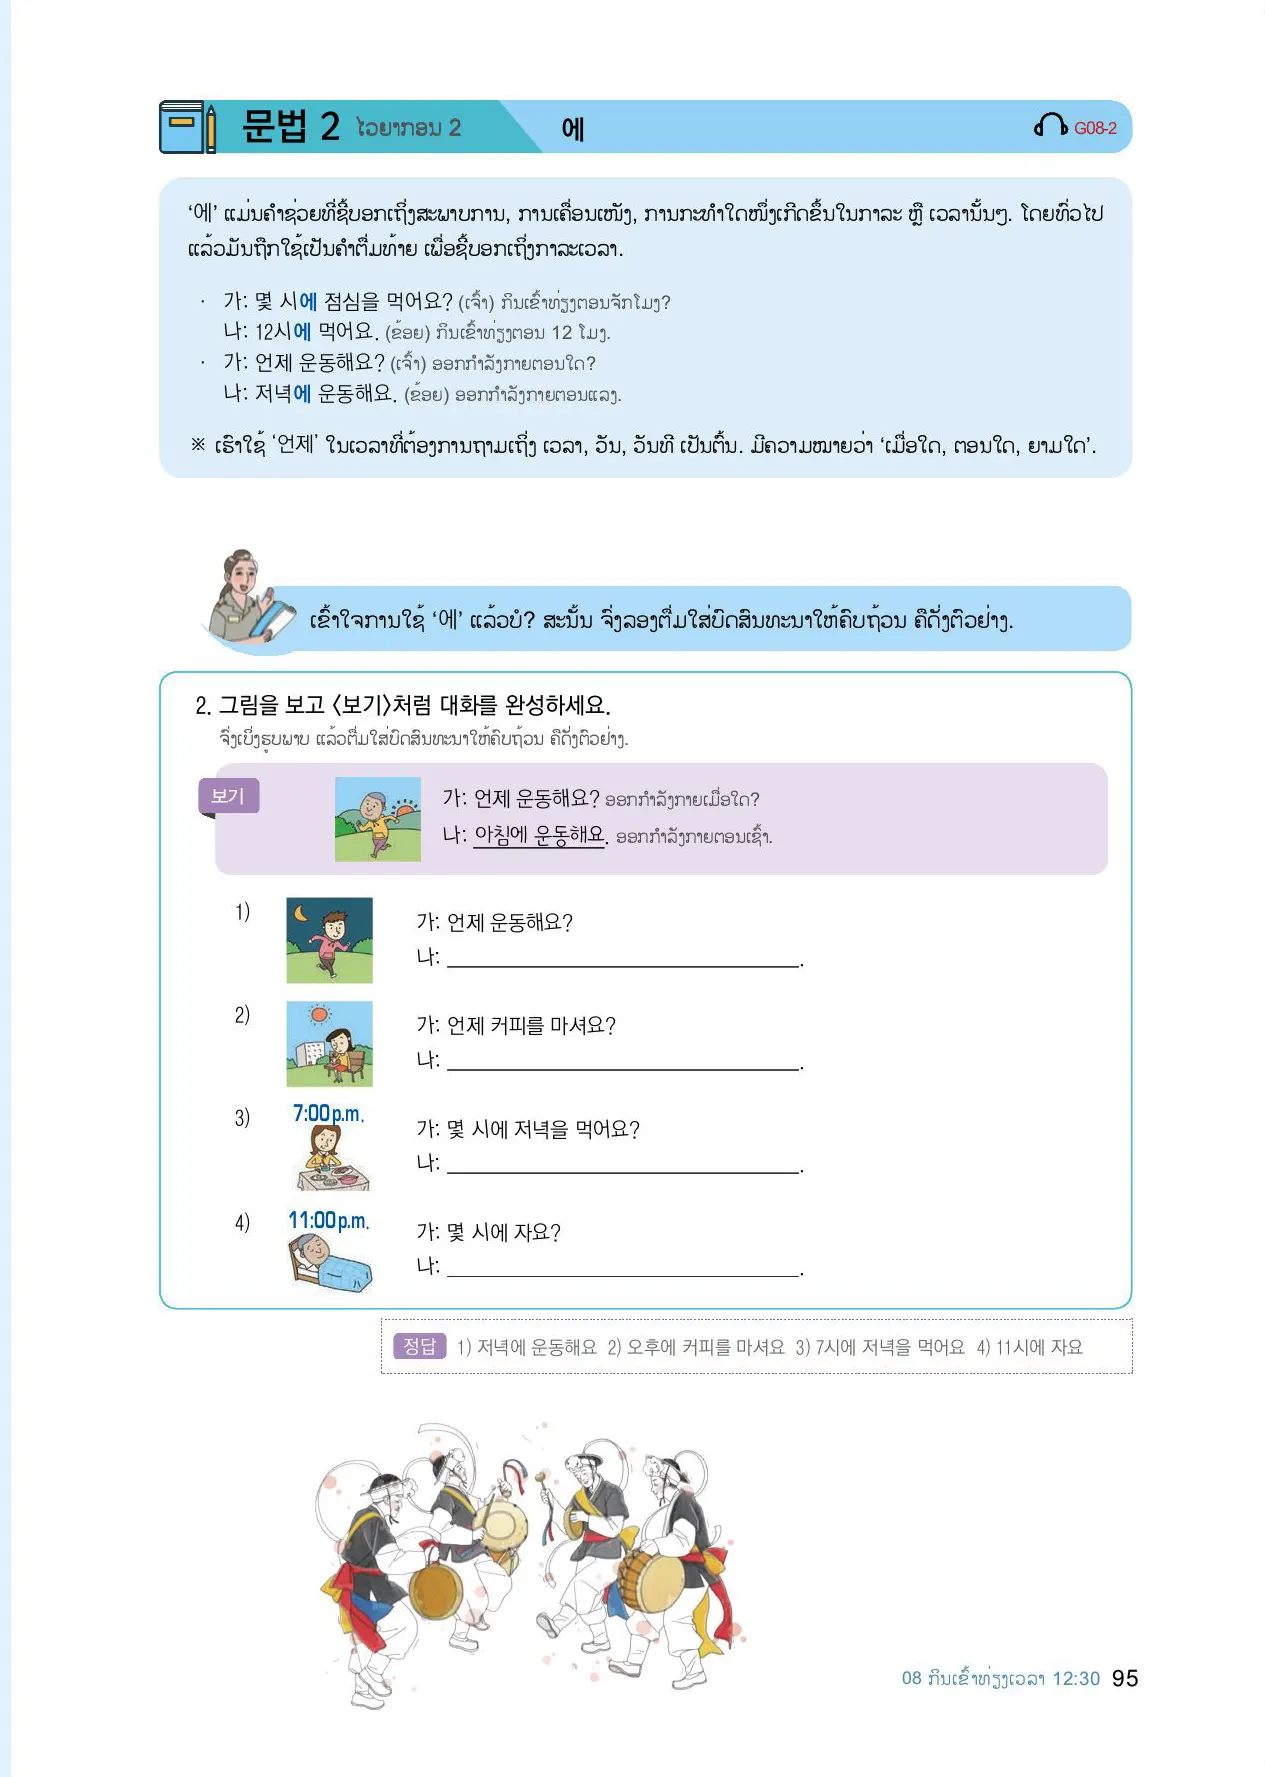 문법 2 ໄວຍາກອນ 2 에 G08-2
‘에’ ແມ່ນຄຳຊ່ວຍທີ່ຊີ້ບອກເຖິງສະພາບການ, ການເຄື່ອນເໜັງ, ການກະທຳໃດໜຶ່ງເກີດຂຶ້ນໃນກາລະ ຫຼື ເວລານັ້ນໆ. ໂດຍທົ່ວໄປ
ແລ້ວມັນຖືກໃຊ້ເປັນຄຳຕື່ມທ້າຍ ເພື່ອຊີ້ບອກເຖິງກາລະເວລາ.
· 가: 몇 시에 점심을 먹어요? (ເຈົ້າ) ກິນເຂົ້າທ່ຽງຕອນຈັກໂມງ?
나: 12시에 먹어요. (ຂ້ອຍ) ກິນເຂົ້າທ່ຽງຕອນ 12 ໂມງ.
· 가: 언제 운동해요? (ເຈົ້າ) ອອກກຳລັງກາຍຕອນໃດ?
나: 저녁에 운동해요. (ຂ້ອຍ) ອອກກຳລັງກາຍຕອນແລງ.
※ ເຮົາໃຊ້ ‘언제’ ໃນເວລາທີ່ຕ້ອງການຖາມເຖິງ ເວລາ, ວັນ, ວັນທີ ເປັນຕົ້ນ. ມີຄວາມໝາຍວ່າ ‘ເມື່ອໃດ, ຕອນໃດ, ຍາມໃດ’.
ເຂົ້າໃຈການໃຊ້ ‘에’ ແລ້ວບໍ? ສະນັ້ນ ຈົ່ງລອງຕື່ມໃສ່ບົດສົນທະນາໃຫ້ຄົບຖ້ວນ ຄືດັ່ງຕົວຢ່າງ.
2. 그림을 보고 〈보기〉처럼 대화를 완성하세요.
ຈົ່ງເບິ່ງຮູບພາບ ແລ້ວຕື່ມໃສ່ບົດສົນທະນາໃຫ້ຄົບຖ້ວນ ຄືດັ່ງຕົວຢ່າງ.
보기
가: 언제 운동해요? ອອກກຳລັງກາຍເມື່ອໃດ?
나: 아침에 운동해요. ອອກກຳລັງກາຍຕອນເຊົ້າ.
1) 가: 언제 운동해요?
나: ______________.
2) 가: 언제 커피를 마셔요?
나: ______________.
3) 7:00 p.m. 가: 몇 시에 저녁을 먹어요?
나: ______________.
4) 11:00 p.m. 가: 몇 시에 자요?
나: ______________.
정답 1) 저녁에 운동해요 2) 오후에 커피를 마셔요 3) 7시에 저녁을 먹어요 4) 11시에 자요
08 ກິນເຂົ້າທ່ຽງເວລາ 12:30 95